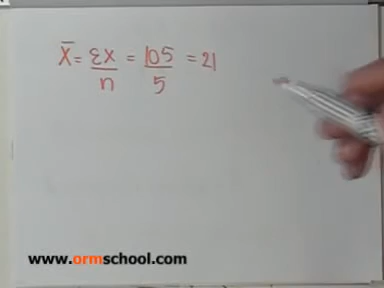 X̄ = Σx/n = 105/5 = 21
www.ormschool.com